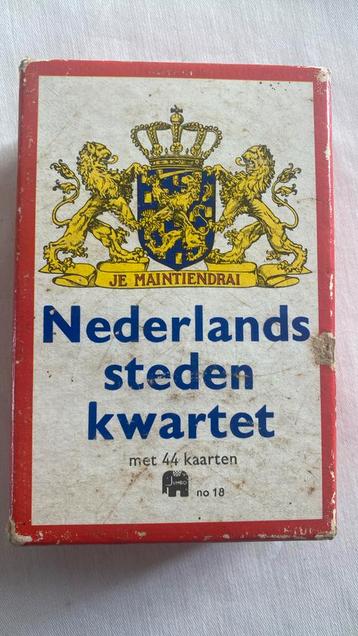 JE MAINTIENDRAI
Nederlands
steden
kwartet
met 44 kaarten
JUMBO
no 18